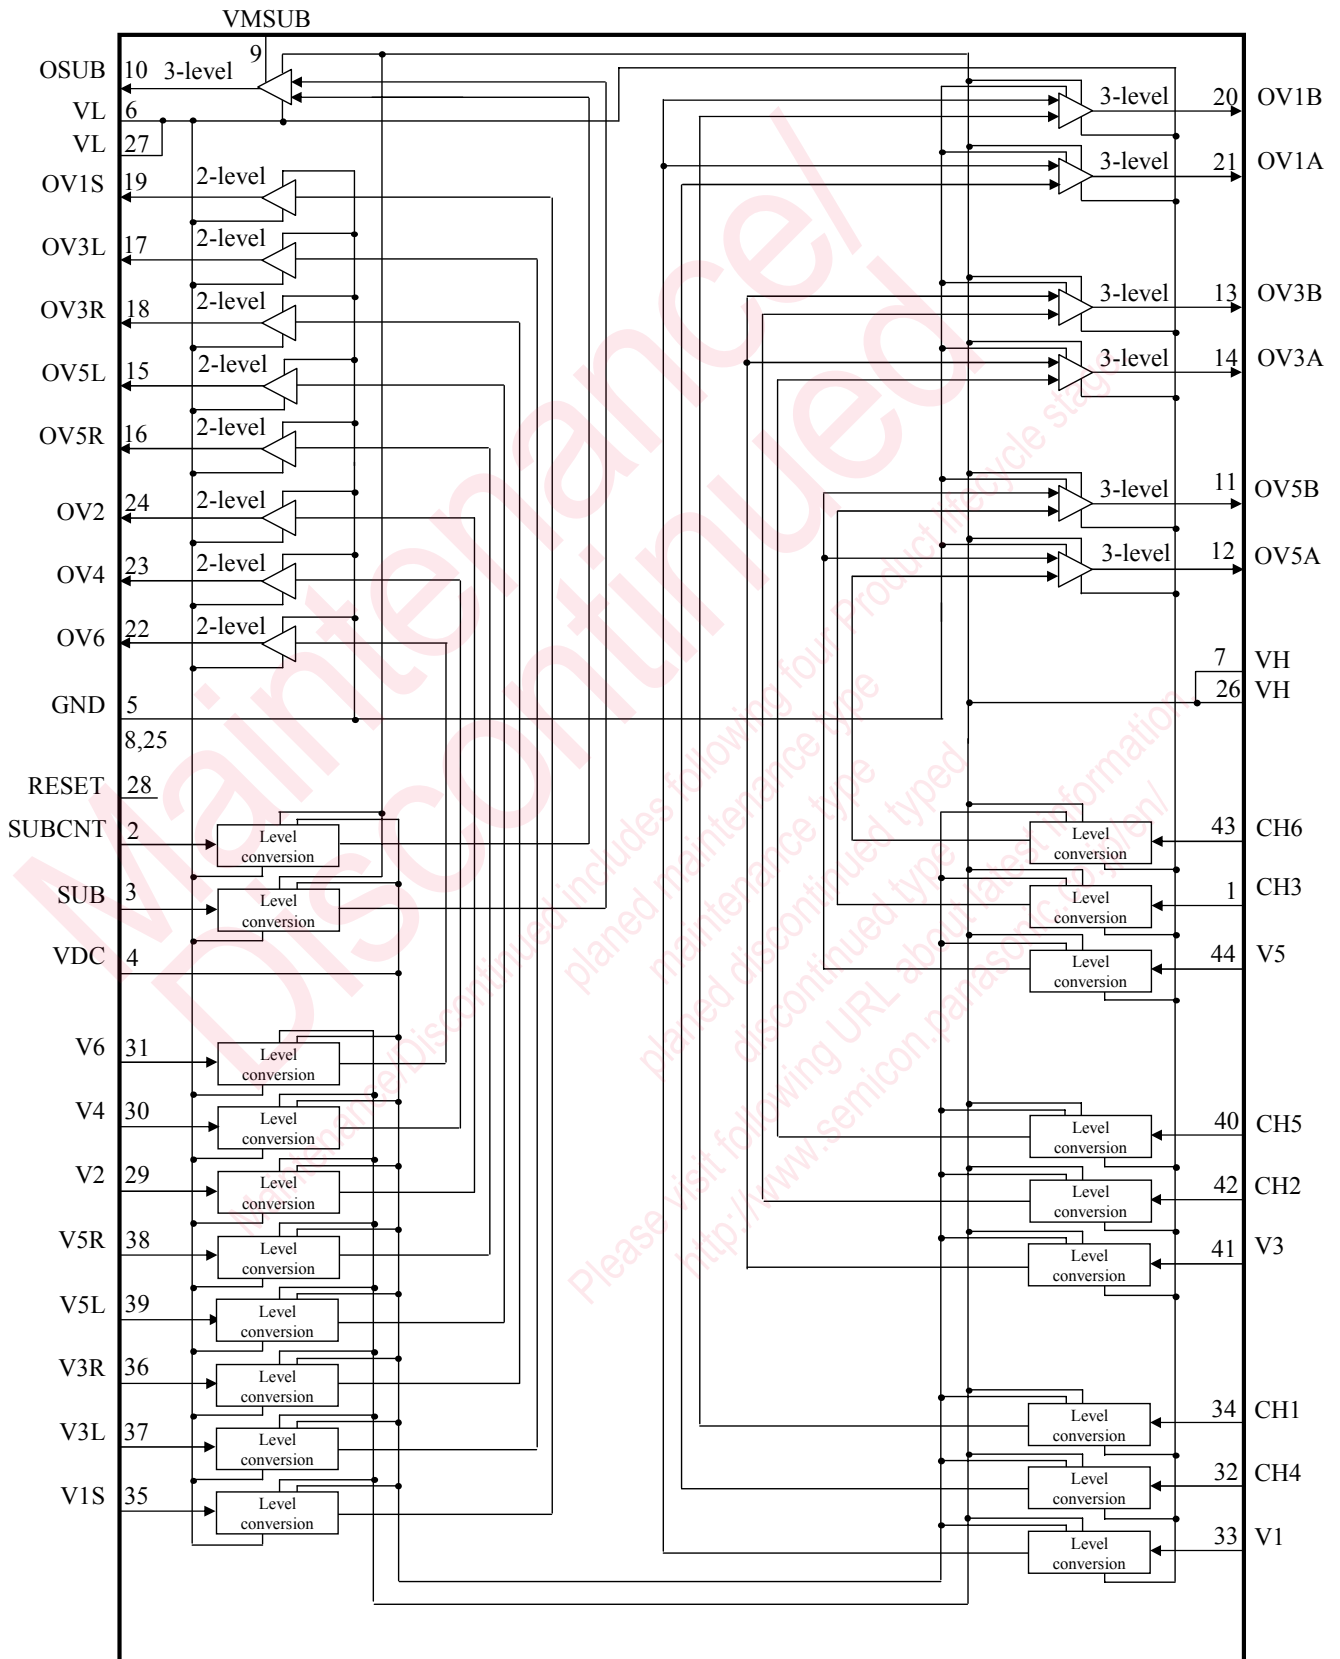 VMSUB
9
OSUB 10 3-level
VL 6
VL 27
OV1S 19 2-level
OV3L 17 2-level
OV3R 18 2-level
OV5L 15 2-level
OV5R 16 2-level
OV2 24 2-level
OV4 23 2-level
OV6 22 2-level
GND 5
8,25
RESET 28
SUBCNT 2 Level conversion
SUB 3 Level conversion
VDC 4
V6 31 Level conversion
V4 30 Level conversion
V2 29 Level conversion
V5R 38 Level conversion
V5L 39 Level conversion
V3R 36 Level conversion
V3L 37 Level conversion
V1S 35 Level conversion
3-level 20 OV1B
3-level 21 OV1A
3-level 13 OV3B
3-level 14 OV3A
3-level 11 OV5B
3-level 12 OV5A
7 VH
26 VH
Level conversion 43 CH6
Level conversion 1 CH3
Level conversion 44 V5
Level conversion 40 CH5
Level conversion 42 CH2
Level conversion 41 V3
Level conversion 34 CH1
Level conversion 32 CH4
Level conversion 33 V1
Maintenance/
Discontinued
Maintenance/Discontinued includes following four Product lifecycle stage
planed maintenance type
maintenance type
planed discontinued typed
discontinued type
Please visit following URL about latest information.
http://www.semicon.panasonic.co.jp/en/